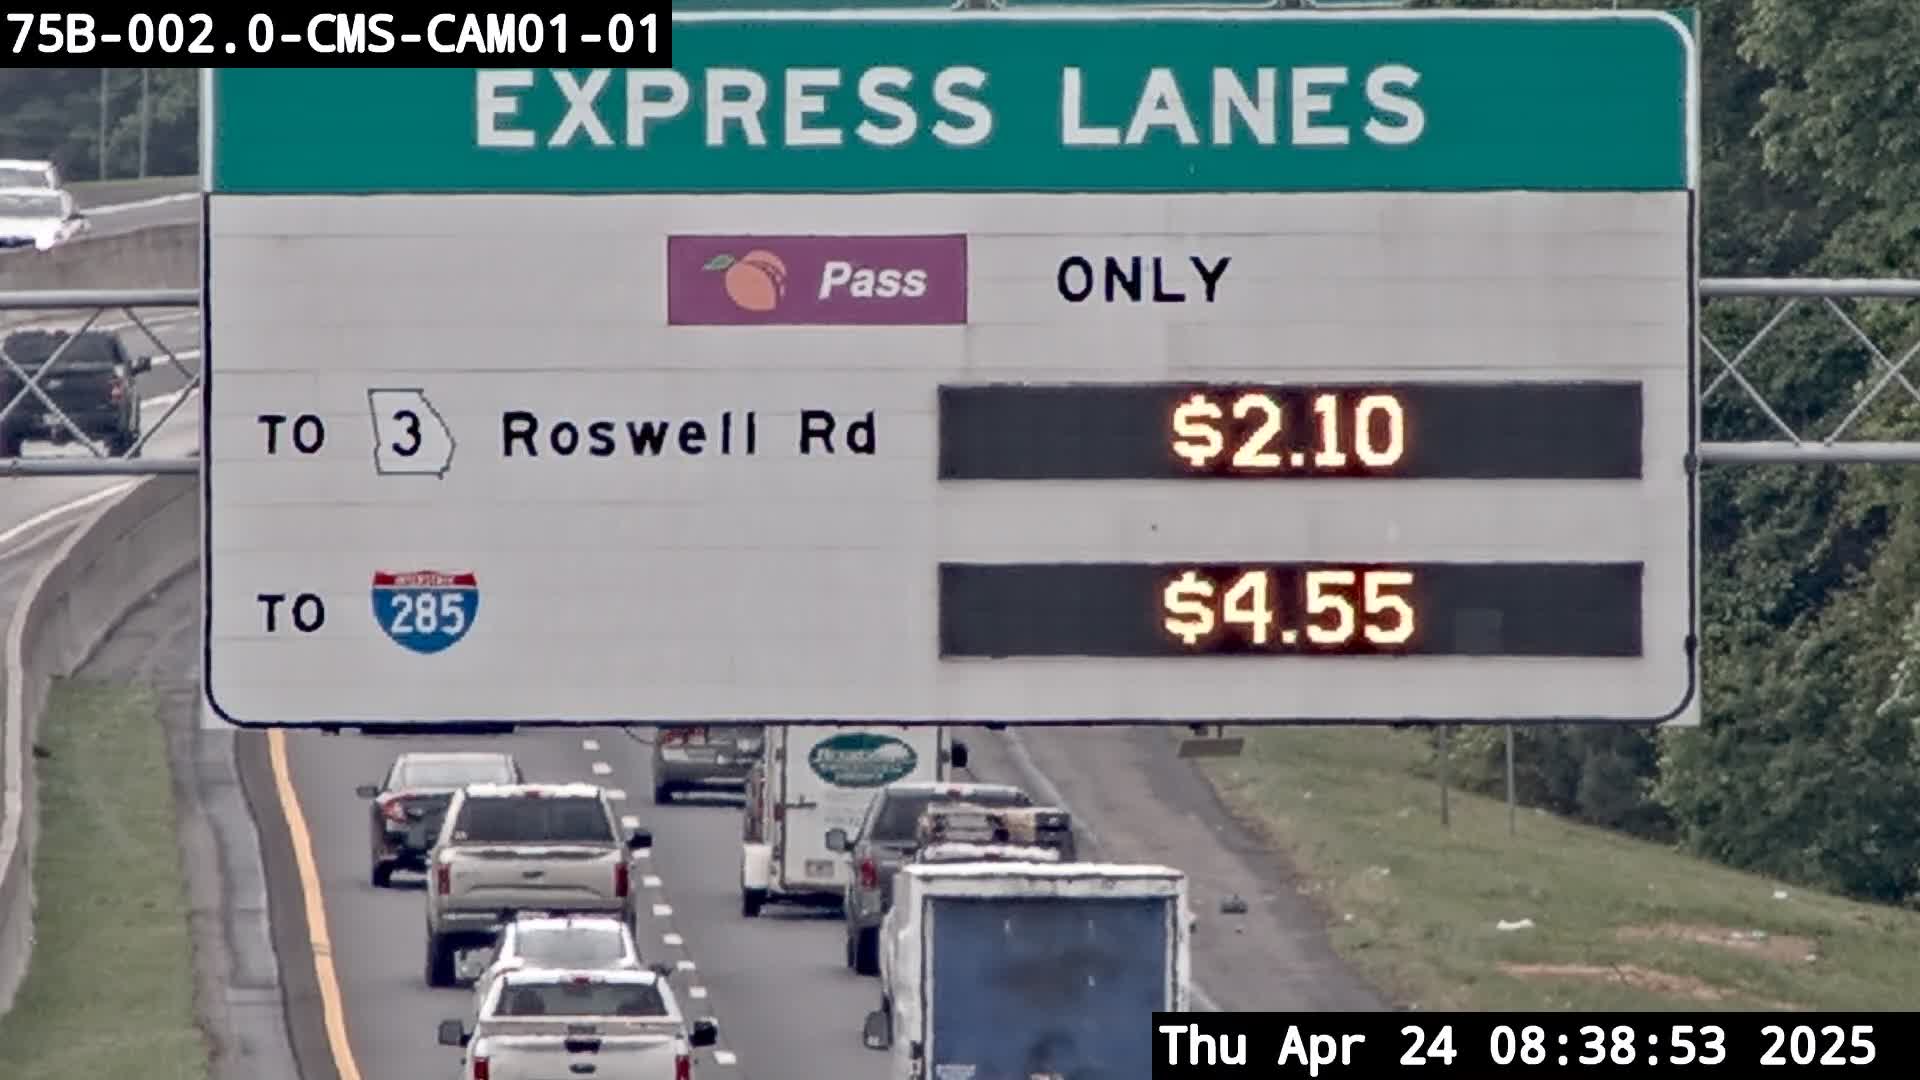 75B-002.0-CMS-CAM01-01
EXPRESS LANES
Pass ONLY
TO 3 Roswell Rd $2.10
INTERSTATE
TO 285 $4.55
Thu Apr 24 08:38:53 2025